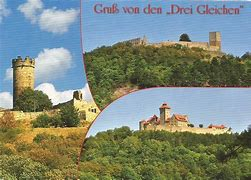 Gruß von den „Drei Gleichen"